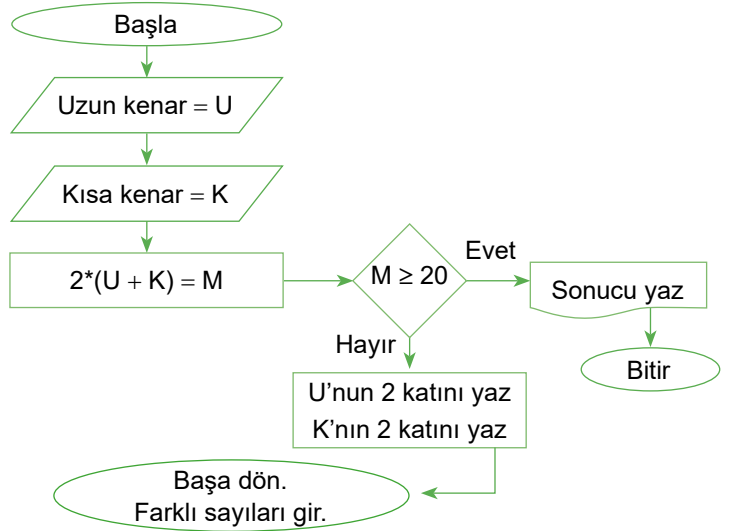 Başla
Uzun kenar = U
Kısa kenar = K
2*(U + K) = M
M ≥ 20
Evet
Sonucu yaz
Bitir
Hayır
U’nun 2 katını yaz
K’nın 2 katını yaz
Başa dön.
Farklı sayıları gir.